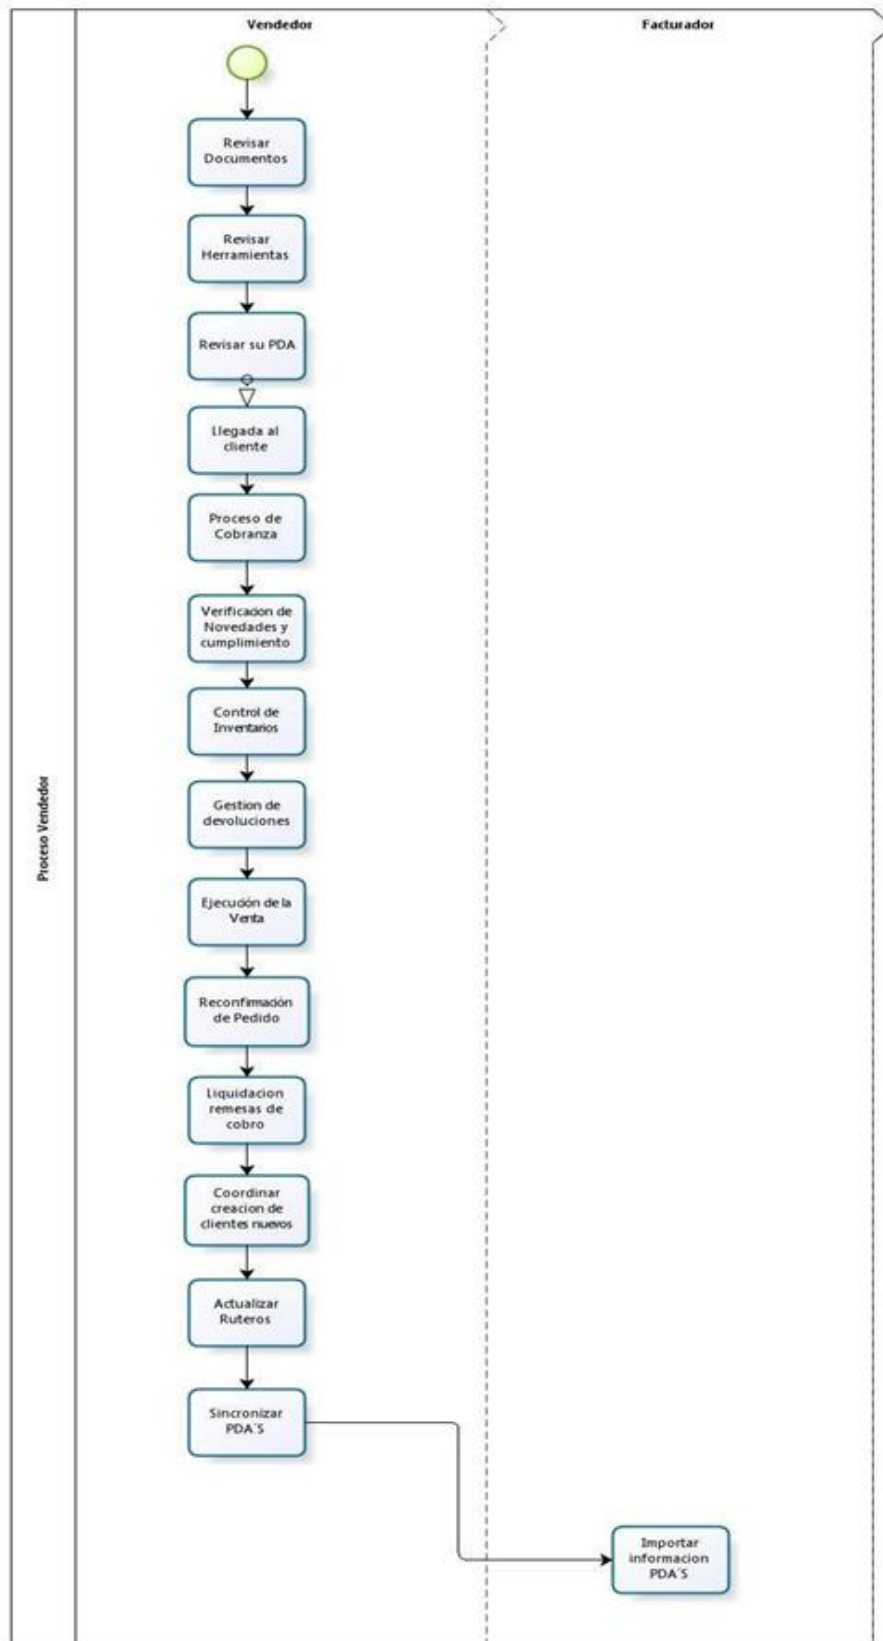 Vendedor
Facturador
Proceso Vendedor
Revisar
Documentos
Revisar
Herramientas
Revisar su PDA
Llegada al
cliente
Proceso de
Cobranza
Verificacion de
Novedades y
cumplimiento
Control de
Inventarios
Gestion de
devoluciones
Ejecución de la
Venta
Reconfirmación
de Pedido
Liquidacion
remesas de
cobro
Coordinar
creacion de
clientes nuevos
Actualizar
Ruteros
Sincronizar
PDA´S
Importar
informacion
PDA´S